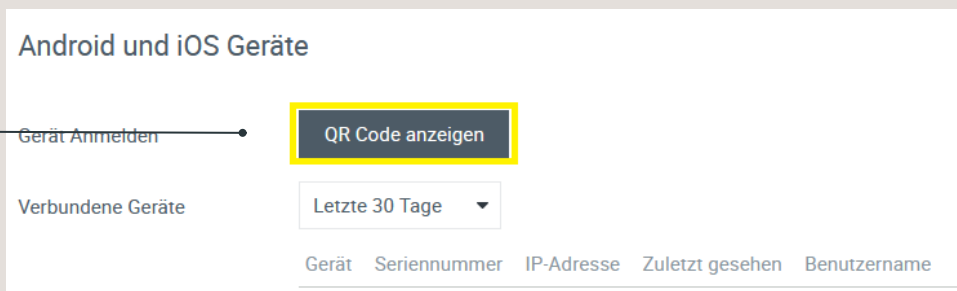 Android und iOS Geräte
Gerät Anmelden
QR Code anzeigen
Verbundene Geräte
Letzte 30 Tage
Gerät Seriennummer IP-Adresse Zuletzt gesehen Benutzername